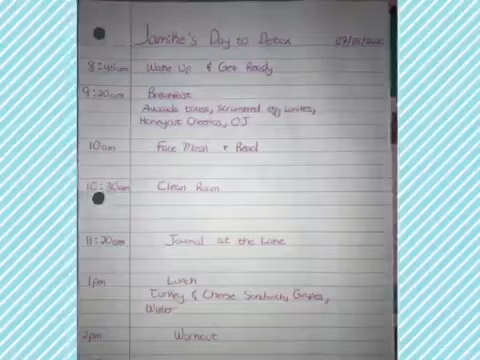 Day to Detox
8:45am Wake Up & Get Ready
9:20am Breakfast
Avocado toast, scrambled egg whites,
Honeynut Cheerios, OJ
10am Face Mask + Read
10:30am Clean Room
11:20am Journal at the Lake
1pm Lunch
Turkey & Cheese Sandwich, Grapes,
Water
2pm Workout